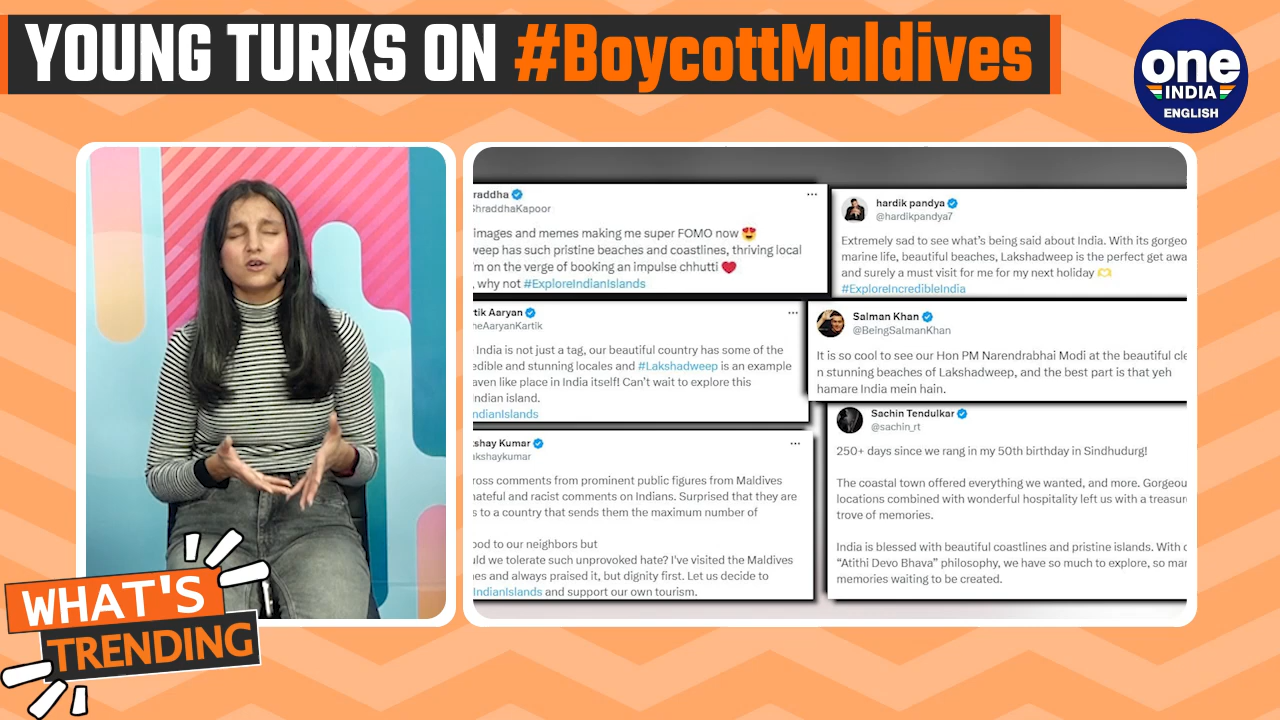 YOUNG TURKS ON #BoycottMaldives
one
INDIA
ENGLISH
raddha
ShraddhaKapoor
images and memes making me super FOMO now
weep has such pristine beaches and coastlines, thriving local
'm on the verge of booking an impulse chhutti
, why not #ExploreIndianIslands
hardik pandya
@hardikpandya7
Extremely sad to see what's being said about India. With its gorgeo
marine life, beautiful beaches, Lakshadweep is the perfect get awa
and surely a must visit for me for my next holiday
#ExploreIncredibleIndia
tik Aaryan
heAaryanKartik
India is not just a tag, our beautiful country has some of the
edible and stunning locales and #Lakshadweep is an example
aven like place in India itself! Can't wait to explore this
ndian island.
ndianIslands
Salman Khan
@BeingSalmanKhan
It is so cool to see our Hon PM Narendrabhai Modi at the beautiful cle
n stunning beaches of Lakshadweep, and the best part is that yeh
hamare India mein hain.
kshay Kumar
akshaykumar
ross comments from prominent public figures from Maldives
hateful and racist comments on Indians. Surprised that they are
s to a country that sends them the maximum number of
ood to our neighbors but
uld we tolerate such unprovoked hate? I've visited the Maldives
es and always praised it, but dignity first. Let us decide to
IndianIslands and support our own tourism.
Sachin Tendulkar
@sachin_rt
250+ days since we rang in my 50th birthday in Sindhudurg!
The coastal town offered everything we wanted, and more. Gorgeou
locations combined with wonderful hospitality left us with a treasur
trove of memories.
India is blessed with beautiful coastlines and pristine islands. With o
"Atithi Devo Bhava" philosophy, we have so much to explore, so mar
memories waiting to be created.
WHAT'S
TRENDING